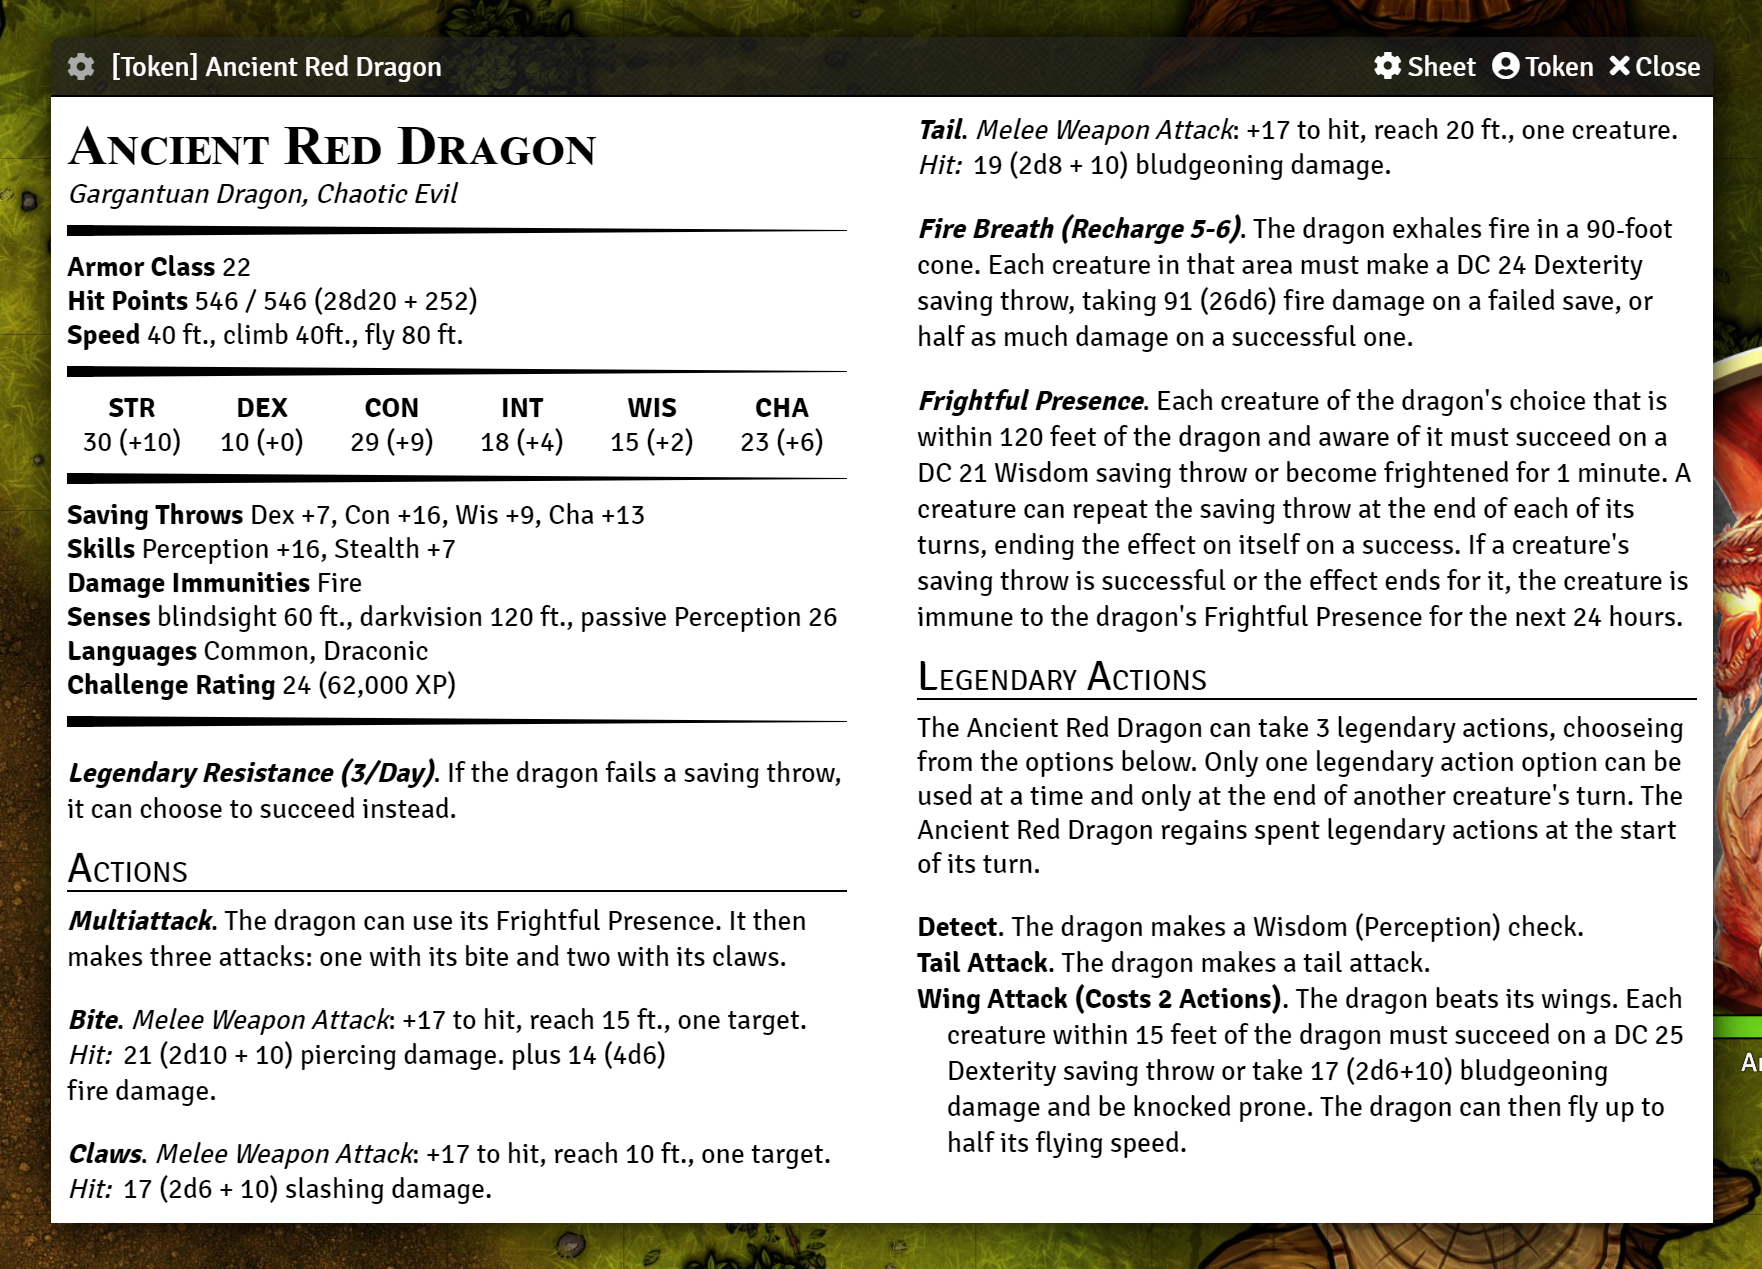 [Token] Ancient Red Dragon
Sheet Token Close
Ancient Red Dragon
Gargantuan Dragon, Chaotic Evil
Armor Class 22
Hit Points 546 / 546 (28d20 + 252)
Speed 40 ft., climb 40ft., fly 80 ft.
STR DEX CON INT WIS CHA
30 (+10) 10 (+0) 29 (+9) 18 (+4) 15 (+2) 23 (+6)
Saving Throws Dex +7, Con +16, Wis +9, Cha +13
Skills Perception +16, Stealth +7
Damage Immunities Fire
Senses blindsight 60 ft., darkvision 120 ft., passive Perception 26
Languages Common, Draconic
Challenge Rating 24 (62,000 XP)
Legendary Resistance (3/Day). If the dragon fails a saving throw,
it can choose to succeed instead.
Actions
Multiattack. The dragon can use its Frightful Presence. It then
makes three attacks: one with its bite and two with its claws.
Bite. Melee Weapon Attack: +17 to hit, reach 15 ft., one target.
Hit: 21 (2d10 + 10) piercing damage. plus 14 (4d6)
fire damage.
Claws. Melee Weapon Attack: +17 to hit, reach 10 ft., one target.
Hit: 17 (2d6 + 10) slashing damage.
Tail. Melee Weapon Attack: +17 to hit, reach 20 ft., one creature.
Hit: 19 (2d8 + 10) bludgeoning damage.
Fire Breath (Recharge 5-6). The dragon exhales fire in a 90-foot
cone. Each creature in that area must make a DC 24 Dexterity
saving throw, taking 91 (26d6) fire damage on a failed save, or
half as much damage on a successful one.
Frightful Presence. Each creature of the dragon's choice that is
within 120 feet of the dragon and aware of it must succeed on a
DC 21 Wisdom saving throw or become frightened for 1 minute. A
creature can repeat the saving throw at the end of each of its
turns, ending the effect on itself on a success. If a creature's
saving throw is successful or the effect ends for it, the creature is
immune to the dragon's Frightful Presence for the next 24 hours.
Legendary Actions
The Ancient Red Dragon can take 3 legendary actions, chooseing
from the options below. Only one legendary action option can be
used at a time and only at the end of another creature's turn. The
Ancient Red Dragon regains spent legendary actions at the start
of its turn.
Detect. The dragon makes a Wisdom (Perception) check.
Tail Attack. The dragon makes a tail attack.
Wing Attack (Costs 2 Actions). The dragon beats its wings. Each
creature within 15 feet of the dragon must succeed on a DC 25
Dexterity saving throw or take 17 (2d6+10) bludgeoning
damage and be knocked prone. The dragon can then fly up to
half its flying speed.